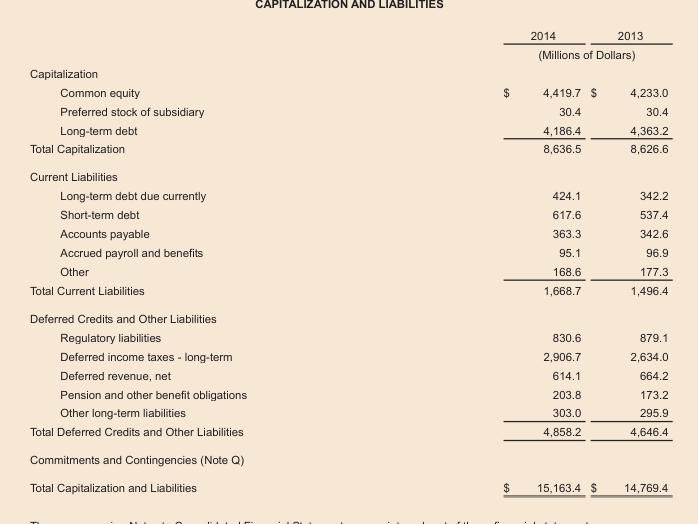 CAPITALIZATION AND LIABILITIES
2014 2013
(Millions of Dollars)
Capitalization
Common equity $ 4,419.7 $ 4,233.0
Preferred stock of subsidiary 30.4 30.4
Long-term debt 4,186.4 4,363.2
Total Capitalization 8,636.5 8,626.6
Current Liabilities
Long-term debt due currently 424.1 342.2
Short-term debt 617.6 537.4
Accounts payable 363.3 342.6
Accrued payroll and benefits 95.1 96.9
Other 168.6 177.3
Total Current Liabilities 1,668.7 1,496.4
Deferred Credits and Other Liabilities
Regulatory liabilities 830.6 879.1
Deferred income taxes - long-term 2,906.7 2,634.0
Deferred revenue, net 614.1 664.2
Pension and other benefit obligations 203.8 173.2
Other long-term liabilities 303.0 295.9
Total Deferred Credits and Other Liabilities 4,858.2 4,646.4
Commitments and Contingencies (Note Q)
Total Capitalization and Liabilities $ 15,163.4 $ 14,769.4